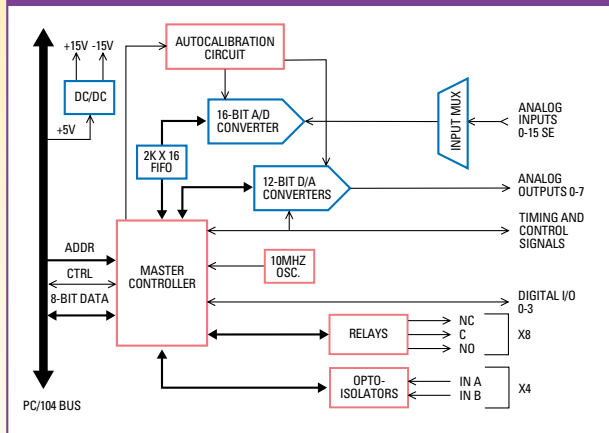 +15V -15V
AUTOCALIBRATION
CIRCUIT
DC/DC
+5V
16-BIT A/D
CONVERTER
INPUT MUX
ANALOG
INPUTS
0-15 SE
2K X 16
FIFO
12-BIT D/A
CONVERTERS
ANALOG
OUTPUTS 0-7
TIMING AND
CONTROL
SIGNALS
ADDR
CTRL
8-BIT DATA
MASTER
CONTROLLER
10MHZ
OSC.
DIGITAL I/O
0-3
RELAYS
NC
C
NO
X8
OPTO-
ISOLATORS
IN A
IN B
X4
PC/104 BUS